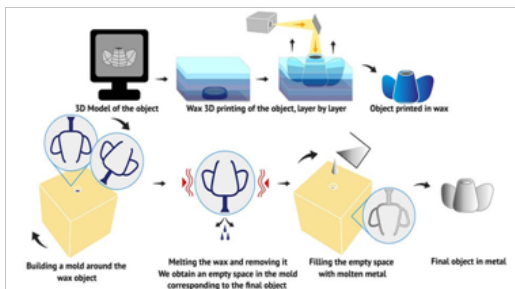 3D Model of the object
Wax 3D printing of the object, layer by layer
Object printed in wax
Building a mold around the
wax object
Melting the wax and removing it
We obtain an empty space in the mold
corresponding to the final object
Filling the empty space
with molten metal
Final object in metal